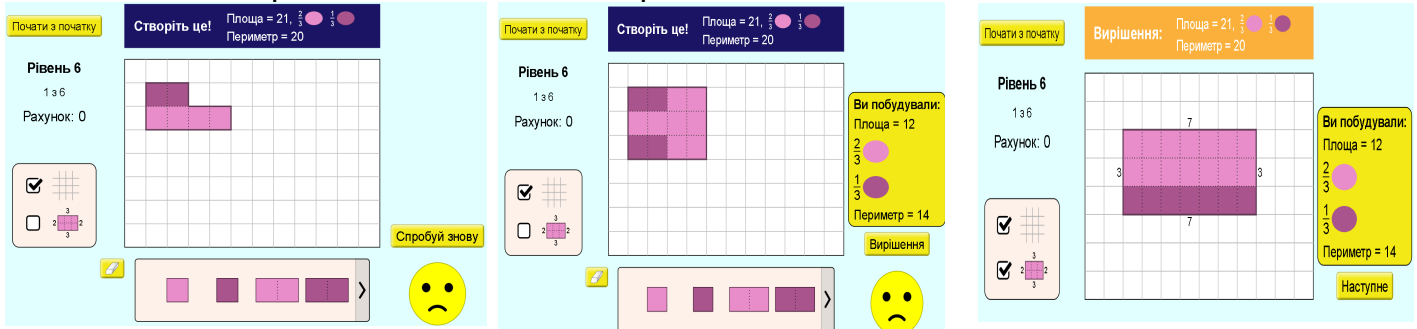 Почати з початку
Створіть це!
Площа = 21, 2/3 1/3
Периметр = 20
Рівень 6
1 з 6
Рахунок: 0
3
2 2
3
Спробуй знову
Почати з початку
Створіть це!
Площа = 21, 2/3 1/3
Периметр = 20
Рівень 6
1 з 6
Рахунок: 0
3
2 2
3
Ви побудували:
Площа = 12
2/3
1/3
Периметр = 14
Вирішення
Почати з початку
Вирішення:
Площа = 21, 2/3 1/3
Периметр = 20
Рівень 6
1 з 6
Рахунок: 0
3
2 2
3
7
3 3
7
Ви побудували:
Площа = 12
2/3
1/3
Периметр = 14
Наступне